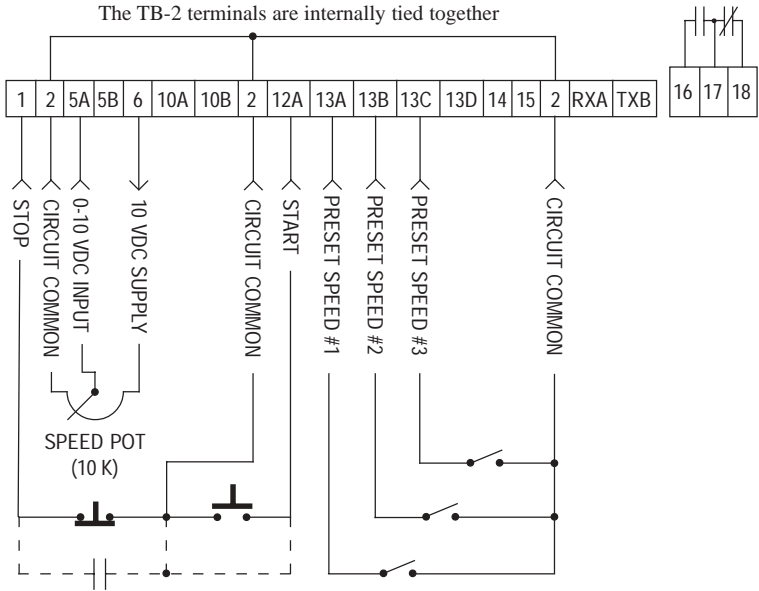 The TB-2 terminals are internally tied together
1 2 5A 5B 6 10A 10B 2 12A 13A 13B 13C 13D 14 15 2 RXA TXB
16 17 18
STOP
CIRCUIT COMMON
0-10 VDC INPUT
10 VDC SUPPLY
CIRCUIT COMMON
START
PRESET SPEED #1
PRESET SPEED #2
PRESET SPEED #3
CIRCUIT COMMON
SPEED POT
(10 K)